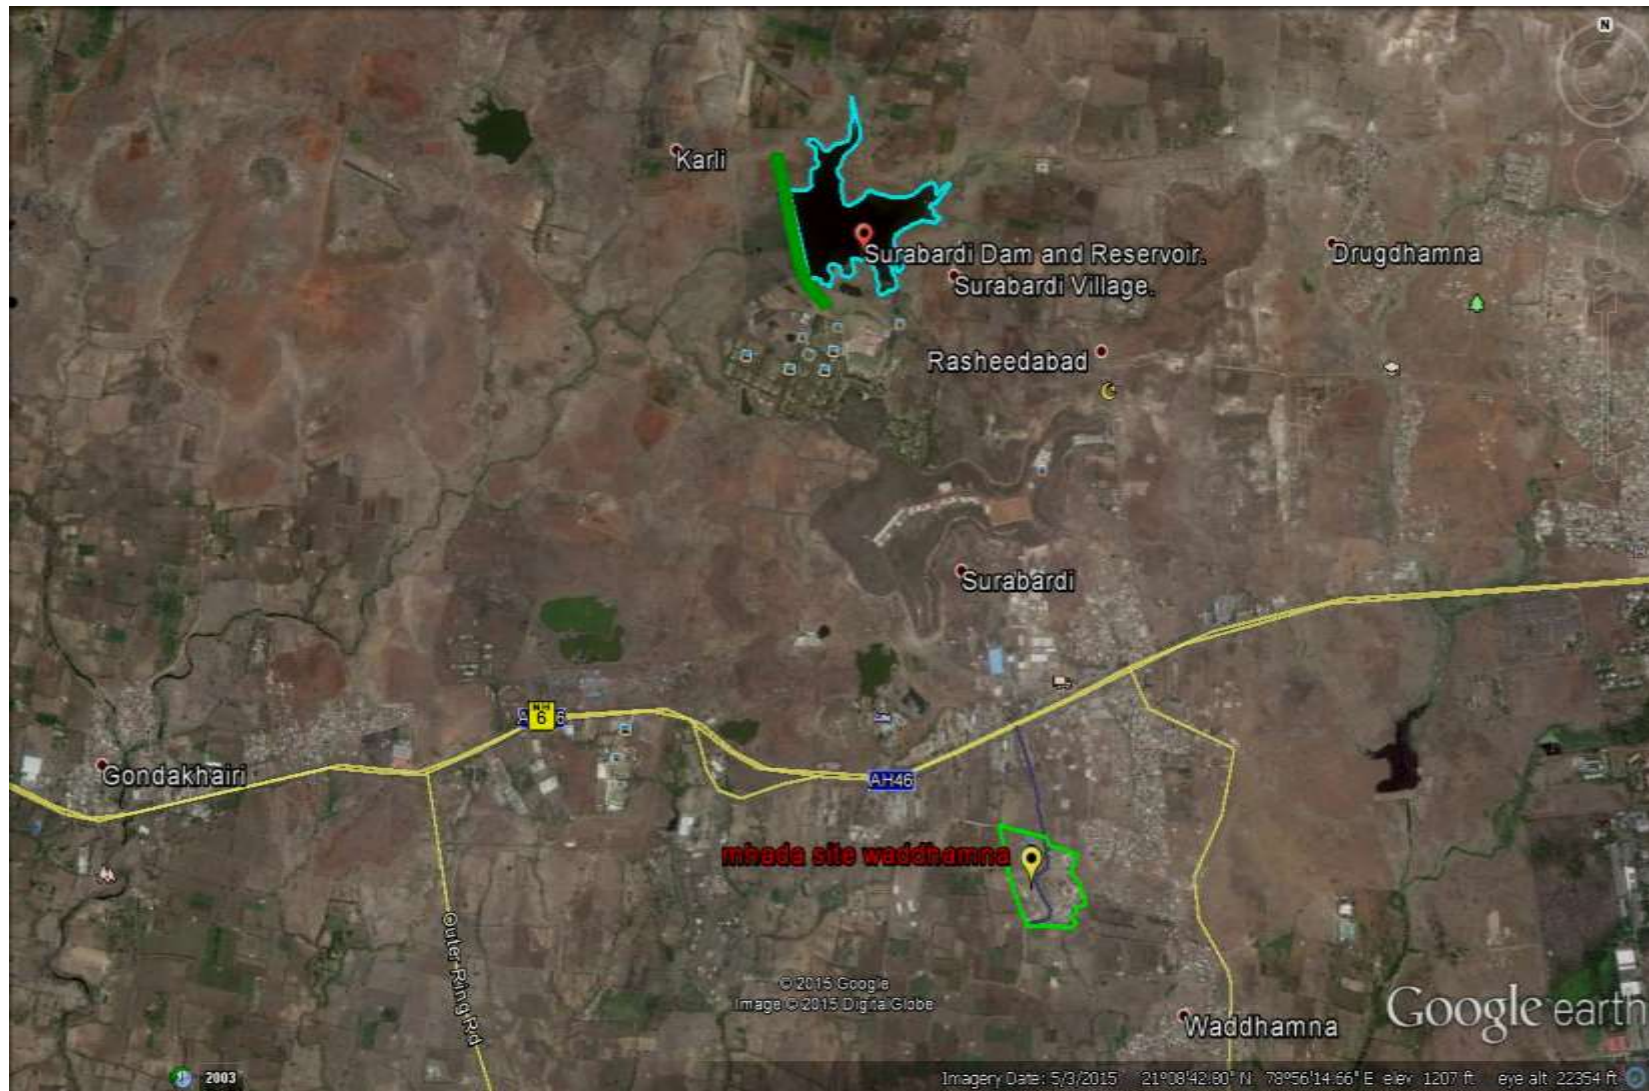 N
Karli
Surabardi Dam and Reservoir.
Drugdhamna
Surabardi Village.
Rasheedabad
Surabardi
NH
6
Gondakhairi
AH46
mhada site waddhamna
Outer Ring Rd
© 2015 Google
Image © 2015 DigitalGlobe
Google earth
Waddhamna
2003
Imagery Date: 5/3/2015 21°08'42.80" N 78°56'14.66" E elev 1207 ft eye alt 22354 ft